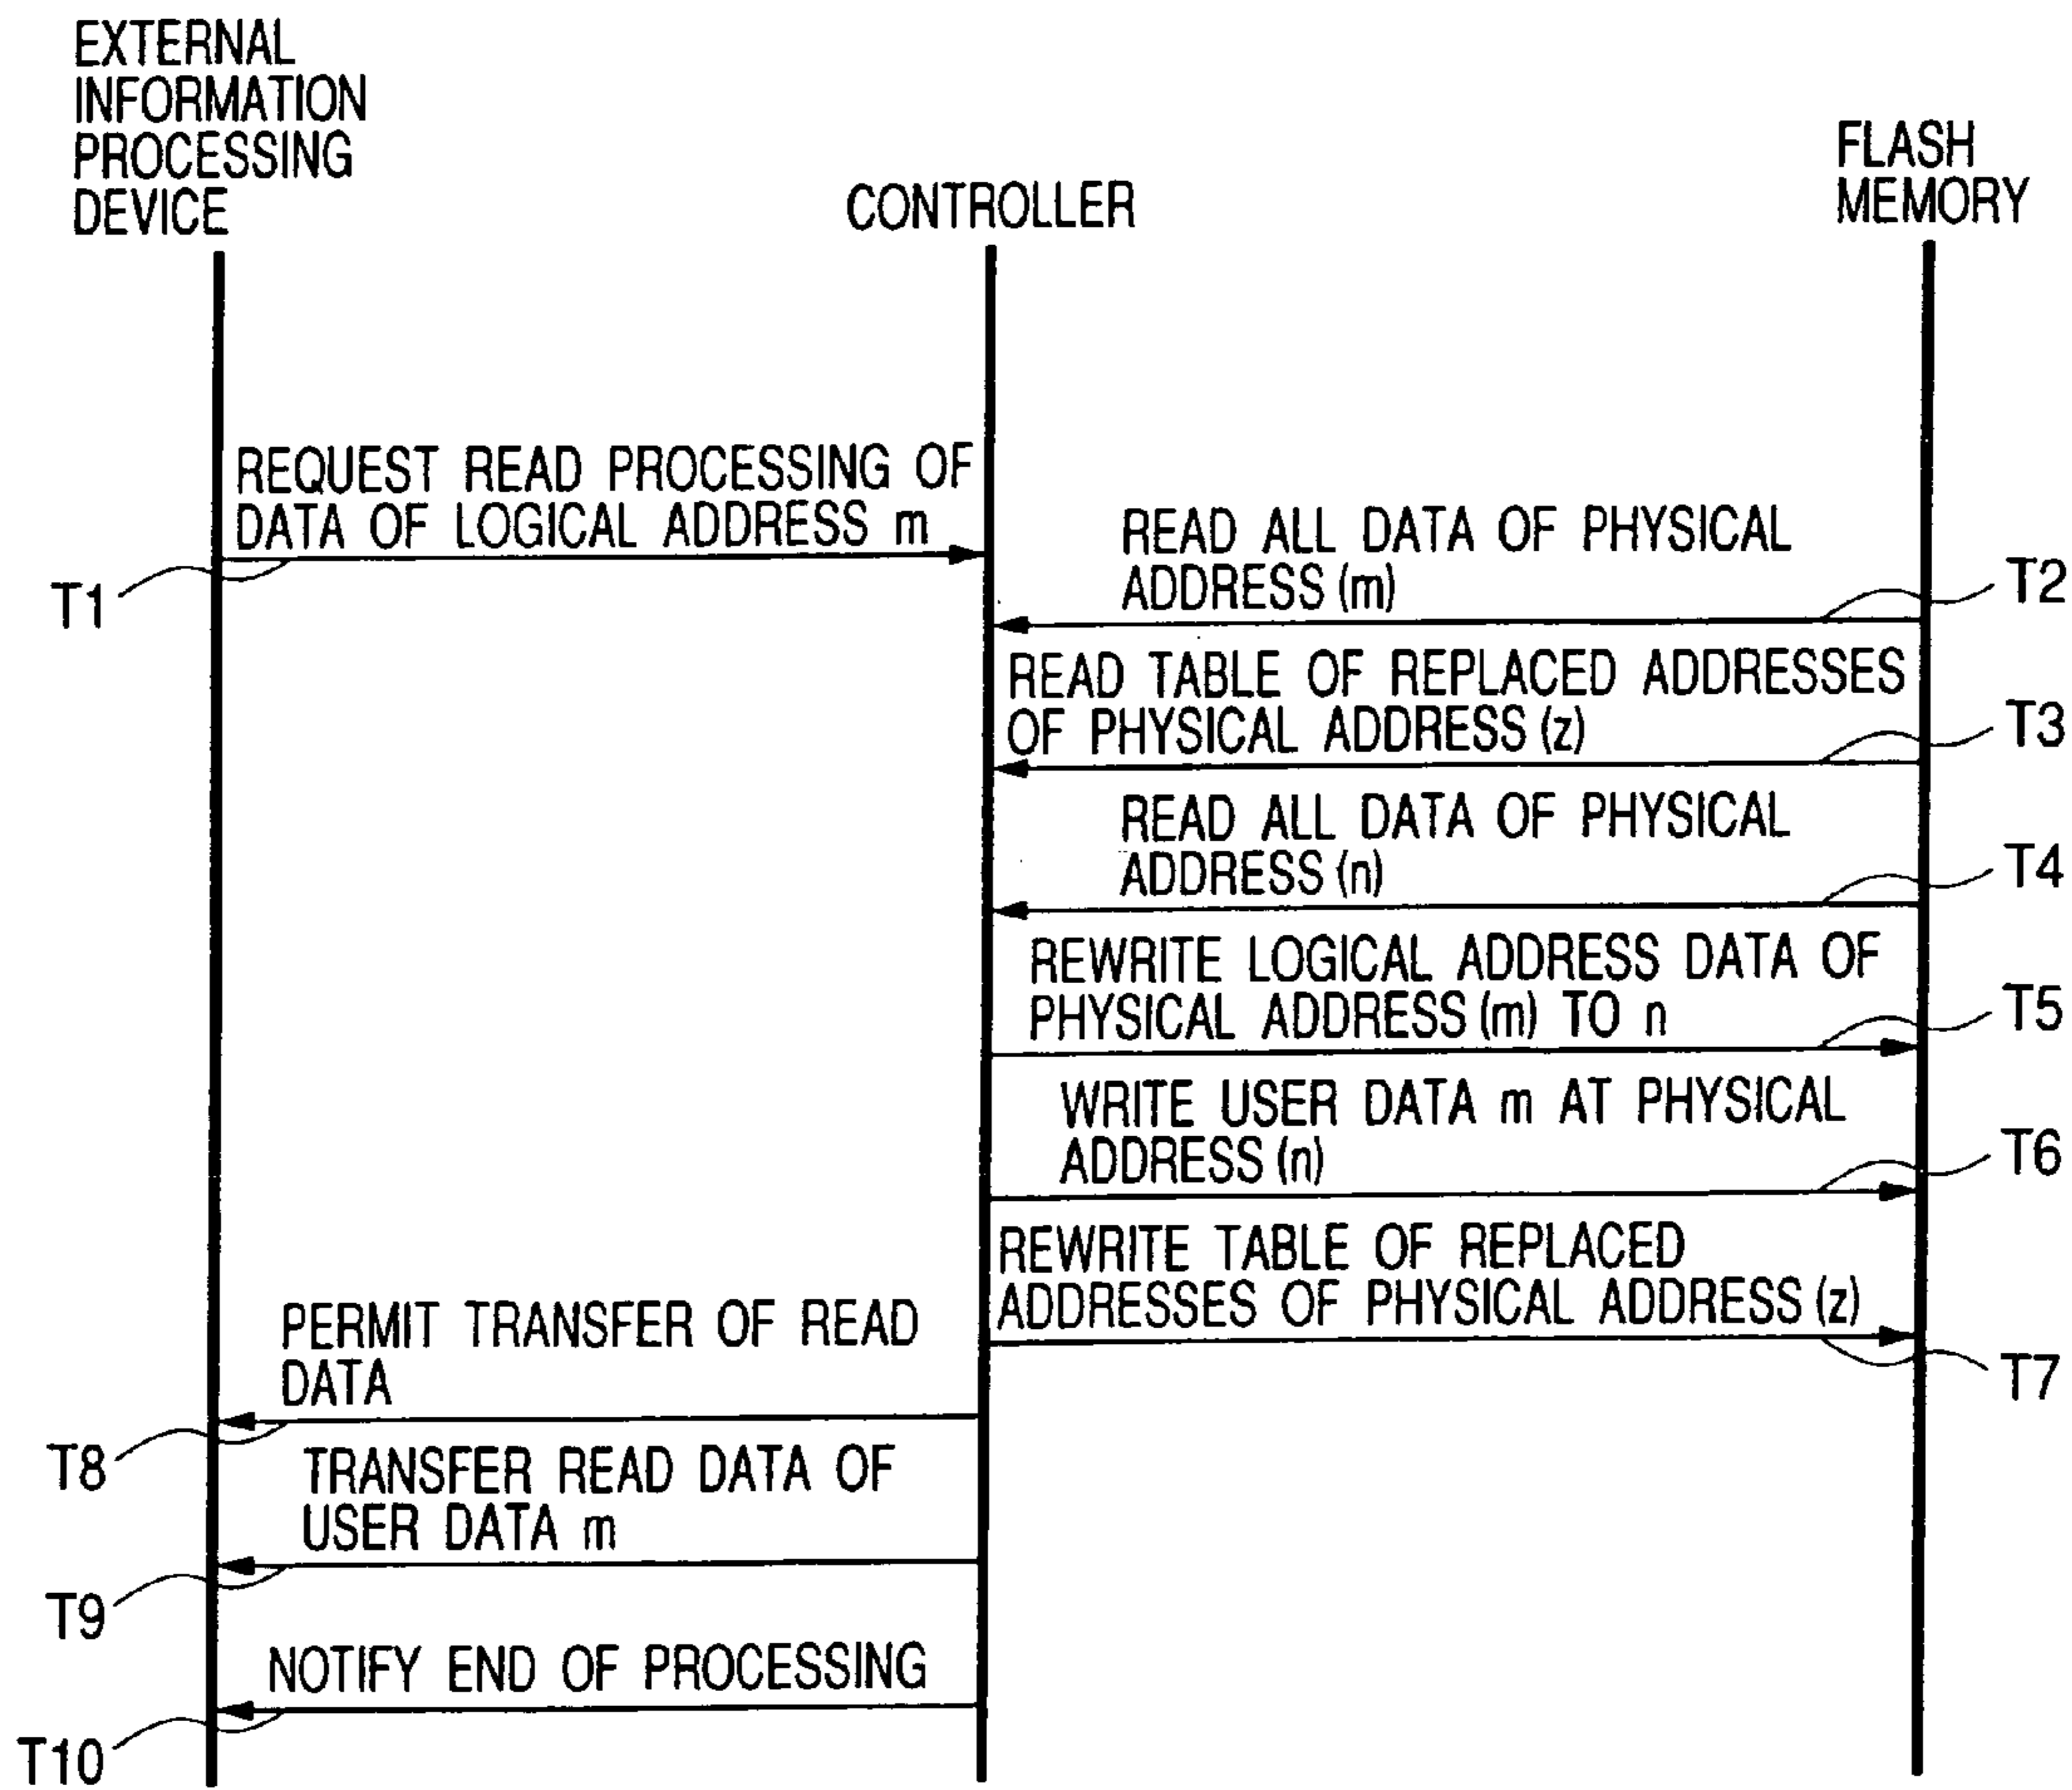 EXTERNAL
INFORMATION
PROCESSING
DEVICE
CONTROLLER
FLASH
MEMORY
REQUEST READ PROCESSING OF
DATA OF LOGICAL ADDRESS m
T1
READ ALL DATA OF PHYSICAL
ADDRESS (m)
T2
READ TABLE OF REPLACED ADDRESSES
OF PHYSICAL ADDRESS (z)
T3
READ ALL DATA OF PHYSICAL
ADDRESS (n)
T4
REWRITE LOGICAL ADDRESS DATA OF
PHYSICAL ADDRESS (m) TO n
T5
WRITE USER DATA m AT PHYSICAL
ADDRESS (n)
T6
REWRITE TABLE OF REPLACED
ADDRESSES OF PHYSICAL ADDRESS (z)
T7
PERMIT TRANSFER OF READ
DATA
T8
TRANSFER READ DATA OF
USER DATA m
T9
NOTIFY END OF PROCESSING
T10